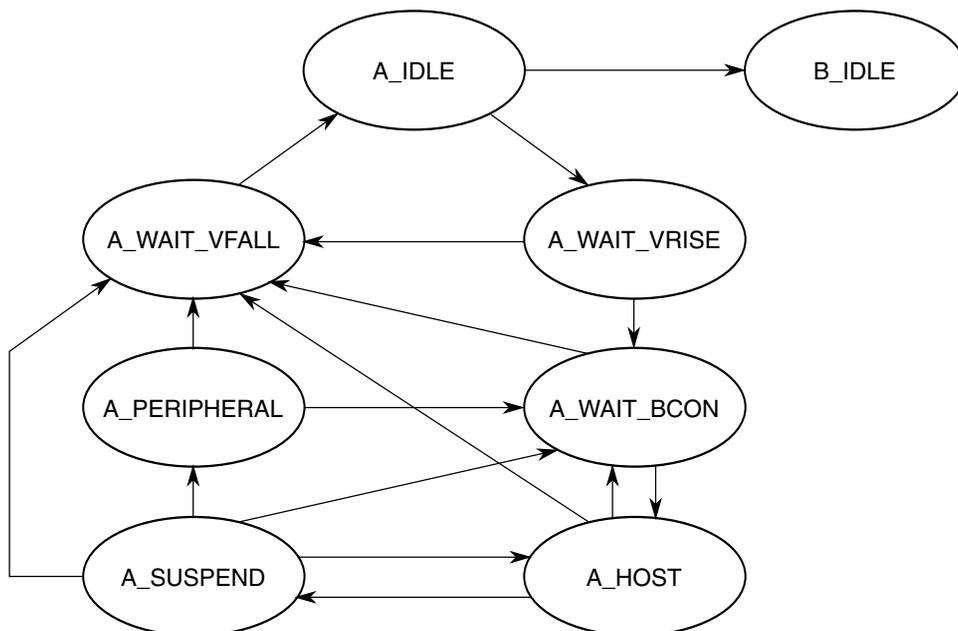 A_IDLE
B_IDLE
A_WAIT_VFALL
A_WAIT_VRISE
A_PERIPHERAL
A_WAIT_BCON
A_SUSPEND
A_HOST